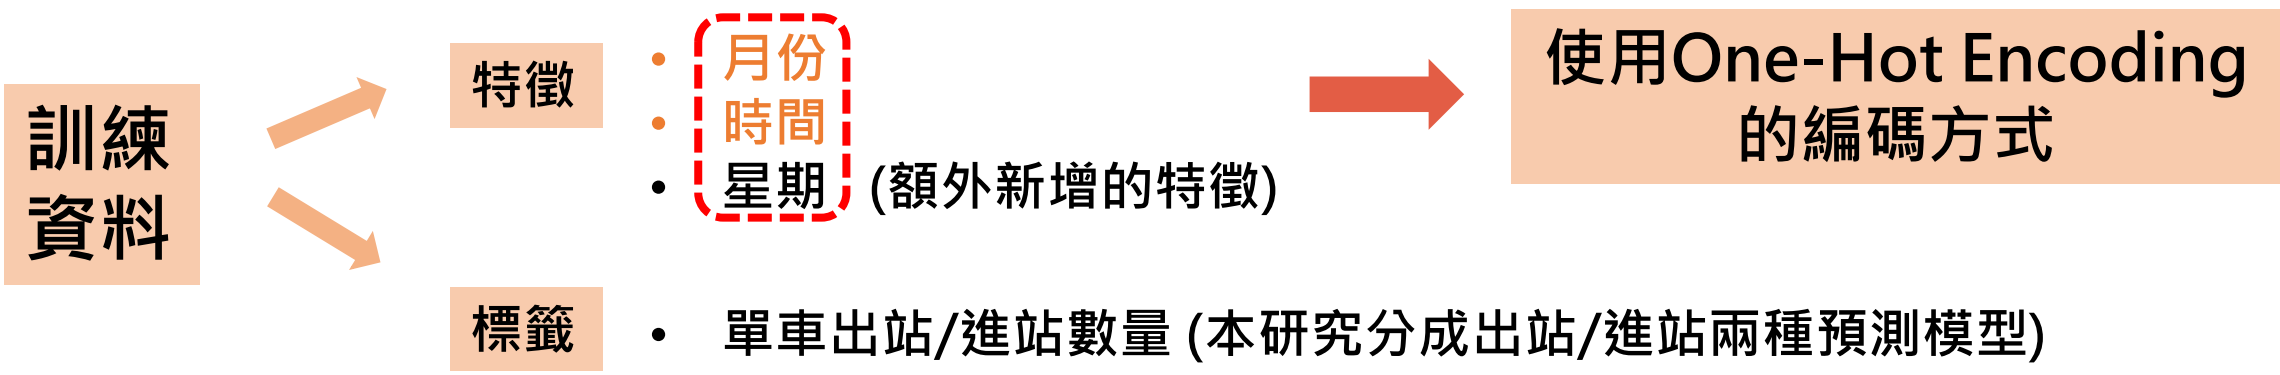 訓練
資料
特徵
• 月份
• 時間
• 星期 (額外新增的特徵)
使用One-Hot Encoding
的編碼方式
標籤
• 單車出站/進站數量 (本研究分成出站/進站兩種預測模型)